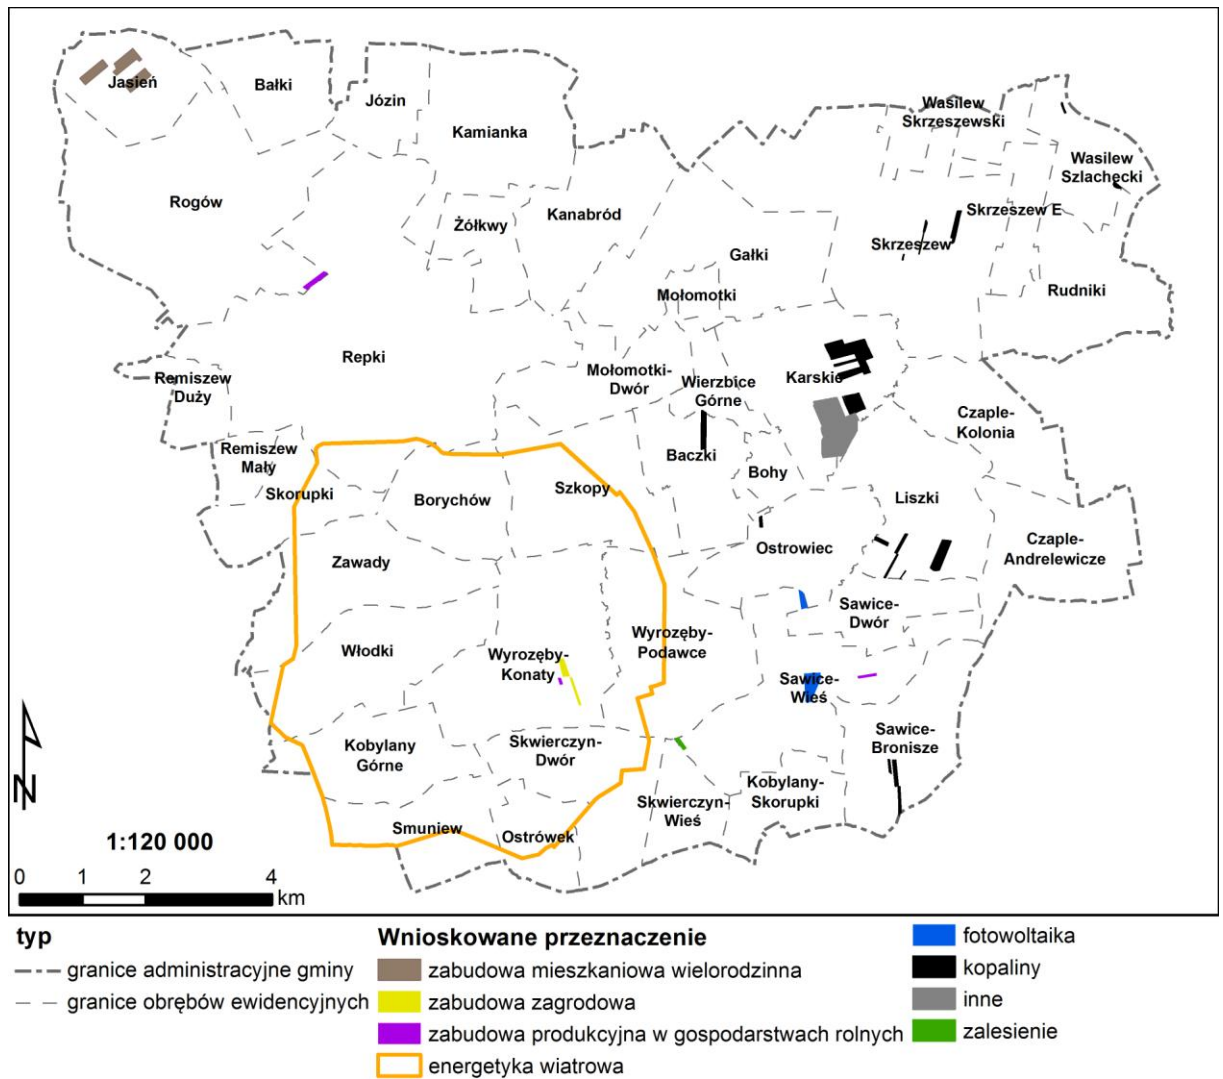 Jasień
Bałki
Józin
Kamianka
Wasilew
Skrzeszewski
Wasilew
Szlachecki
Rogów
Żółkwy
Kanabród
Skrzeszew E
Skrzeszew
Gałki
Mołomotki
Rudniki
Repki
Remiszew
Duży
Mołomotki-
Dwór
Wierzbice
Górne
Karskie
Czaple-
Kolonia
Remiszew
Mały
Skorupki
Borychów
Szkopy
Baczki
Bohy
Liszki
Zawady
Ostrowiec
Czaple-
Andrelewicze
Sawice-
Dwór
Włodki
Wyrozęby-
Konaty
Wyrozęby-
Podawce
Sawice-
Wieś
Kobylany
Górne
Skwierczyn-
Dwór
Sawice-
Bronisze
Skwierczyn-
Wieś
Kobylany-
Skorupki
Smuniew
Ostrówek
N
1:120 000
0 1 2 4
km
typ
granice administracyjne gminy
granice obrębów ewidencyjnych
Wnioskowane przeznaczenie
zabudowa mieszkaniowa wielorodzinna
zabudowa zagrodowa
zabudowa produkcyjna w gospodarstwach rolnych
energetyka wiatrowa
fotowoltaika
kopaliny
inne
zalesienie